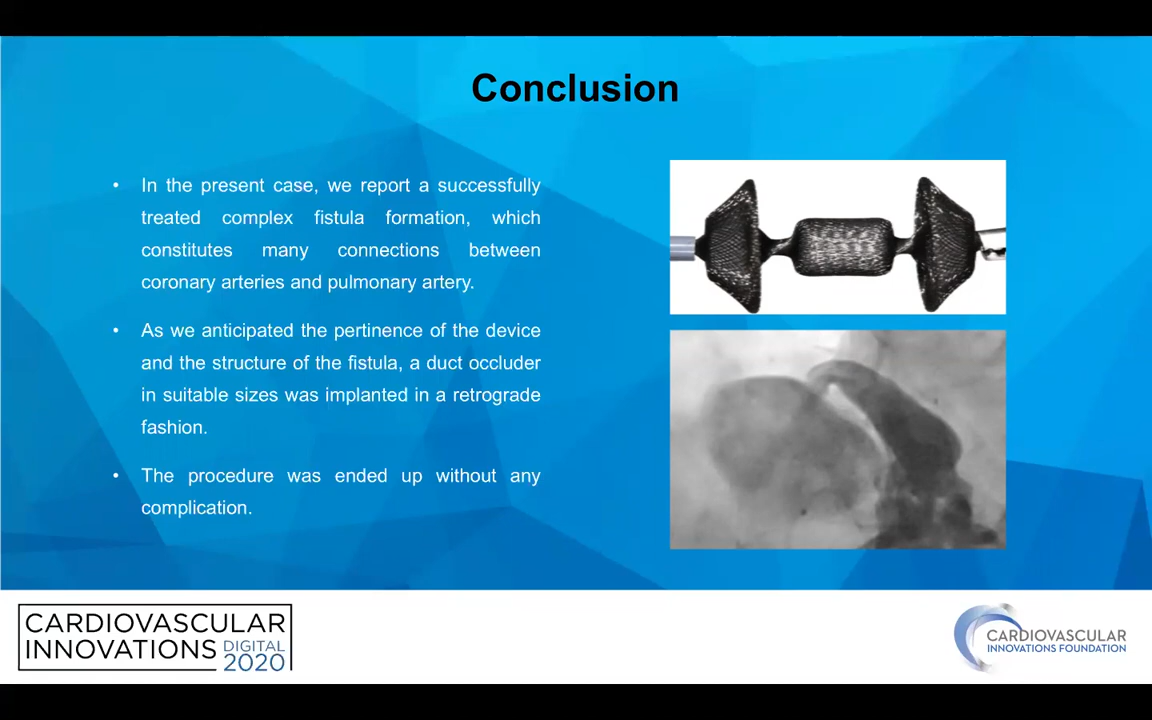 Conclusion
• In the present case, we report a successfully
treated complex fistula formation, which
constitutes many connections between
coronary arteries and pulmonary artery.
• As we anticipated the pertinence of the device
and the structure of the fistula, a duct occluder
in suitable sizes was implanted in a retrograde
fashion.
• The procedure was ended up without any
complication.
CARDIOVASCULAR
INNOVATIONS DIGITAL
2020
CARDIOVASCULAR
INNOVATIONS FOUNDATION